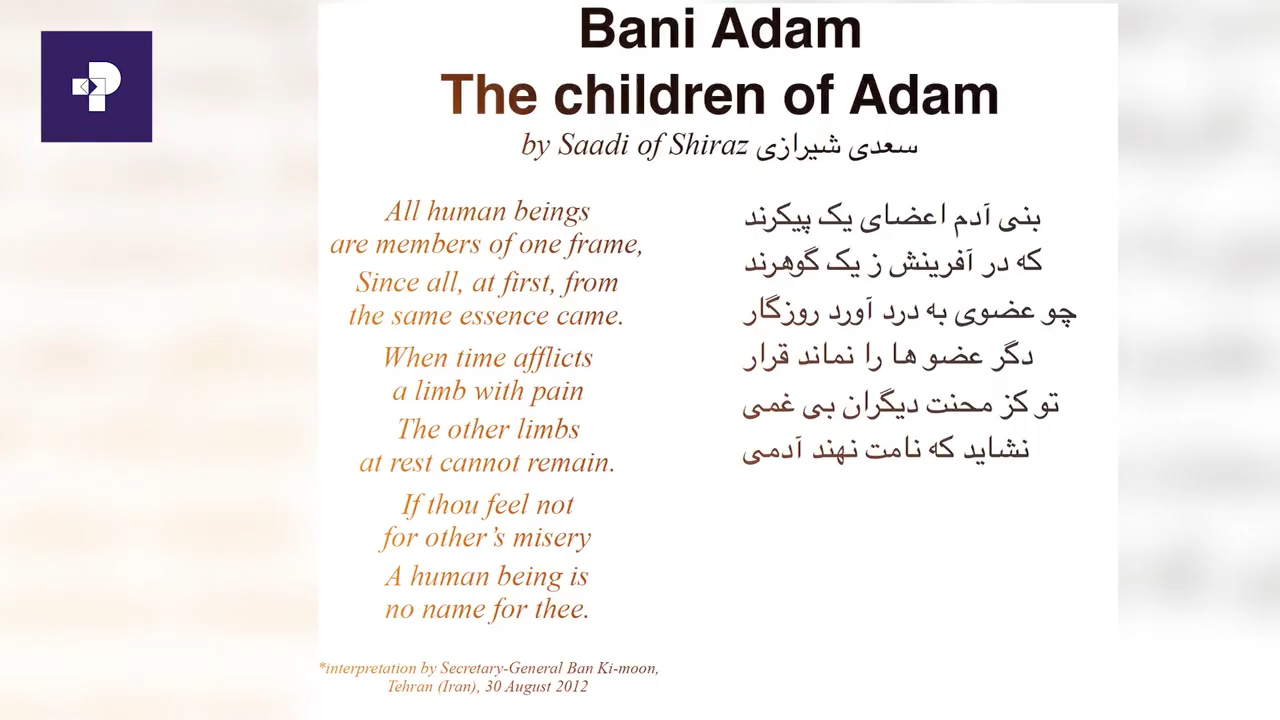 Bani Adam
The children of Adam
by Saadi of Shiraz سعدی شیرازی
All human beings
are members of one frame,
Since all, at first, from
the same essence came.
When time afflicts
a limb with pain
The other limbs
at rest cannot remain.
If thou feel not
for other’s misery
A human being is
no name for thee.
*interpretation by Secretary-General Ban Ki-moon,
Tehran (Iran), 30 August 2012
بنی آدم اعضای یک پیکرند
که در آفرینش ز یک گوهرند
چو عضوی به درد آورد روزگار
دگر عضو ها را نماند قرار
تو کز محنت دیگران بی غمی
نشاید که نامت نهند آدمی